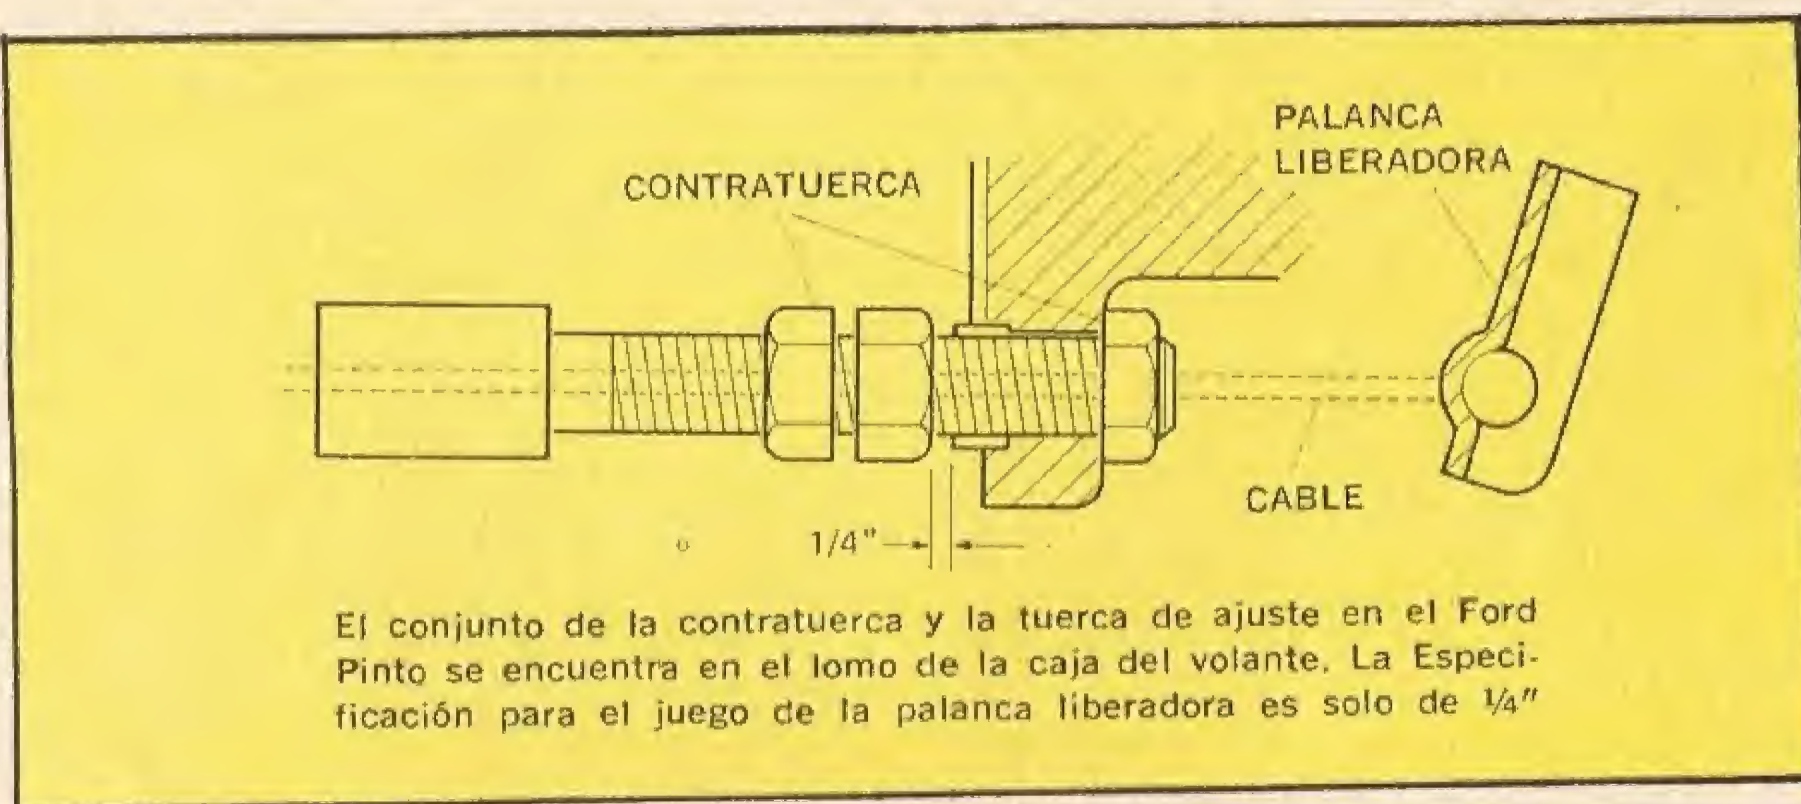 PALANCA
LIBERADORA
CONTRATUERCA
CABLE
1/4"
El conjunto de la contratuerca y la tuerca de ajuste en el Ford
Pinto se encuentra en el lomo de la caja del volante. La Especi-
ficación para el juego de la palanca liberadora es solo de ¼"